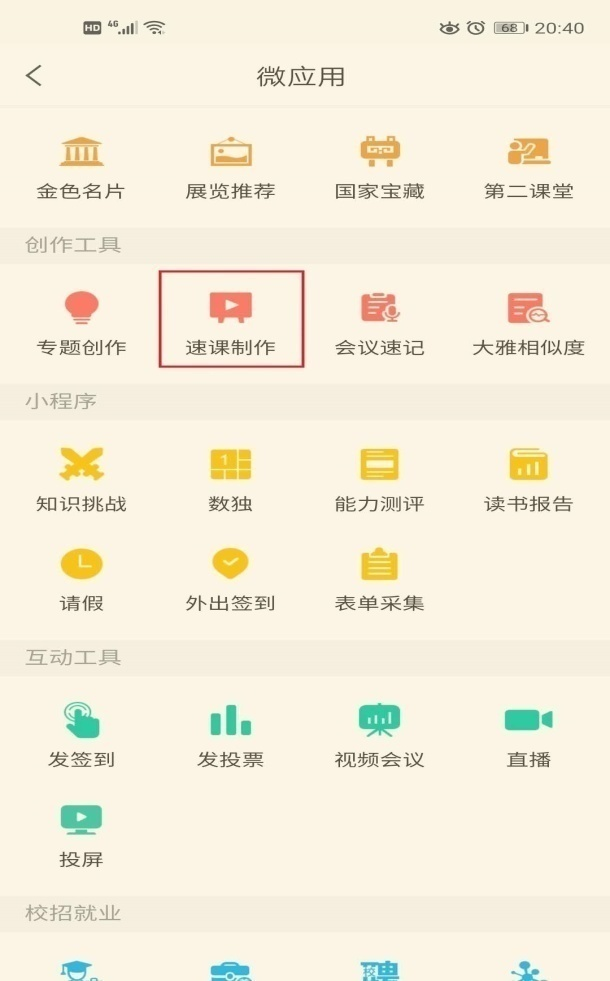 HD 4G 68 20:40
微应用
金色名片 展览推荐 国家宝藏 第二课堂
创作工具
专题创作 速课制作 会议速记 大雅相似度
小程序
1
知识挑战 数独 能力测评 读书报告
请假 外出签到 表单采集
互动工具
发签到 发投票 视频会议 直播
投屏
校招就业
校聘